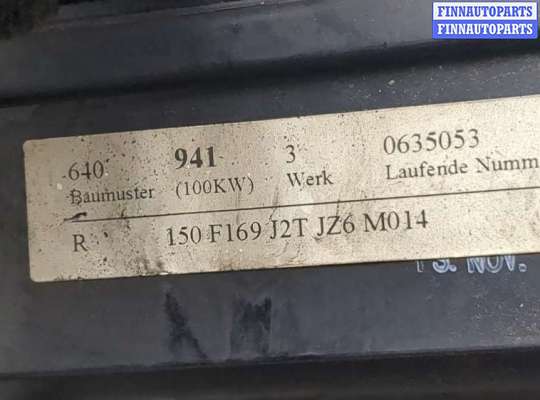 FINNAUTOPARTS
FINNAUTOPARTS
640 941 3 0635053
Baumuster (100KW) Werk Laufende Numm
R 150 F169 J2T JZ6 M014
NOV.